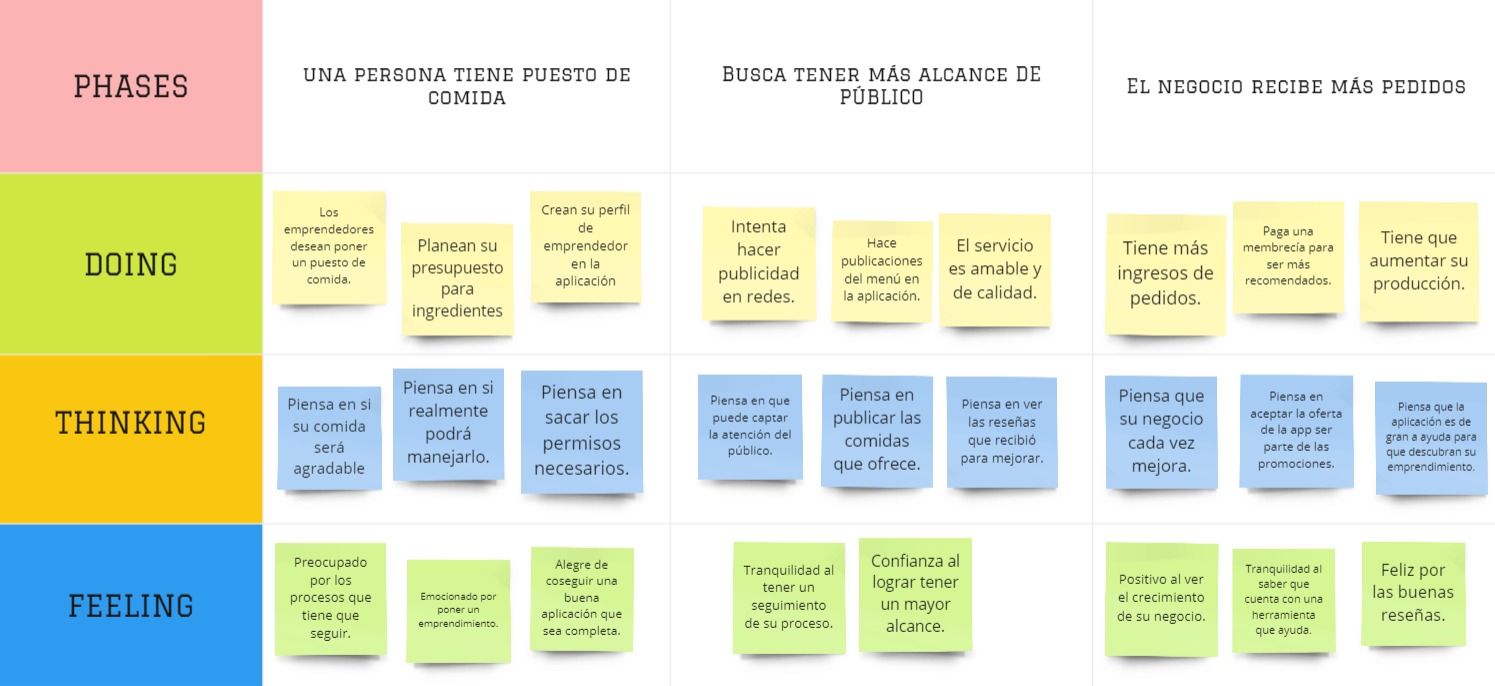 PHASES
UNA PERSONA TIENE PUESTO DE
COMIDA
BUSCA TENER MÁS ALCANCE DE
PÚBLICO
EL NEGOCIO RECIBE MÁS PEDIDOS
DOING
Los
emprendedores
desean poner
un puesto de
comida.
Planean su
presupuesto
para
ingredientes
Crean su perfil
de
emprendedor
en la
aplicación
Intenta
hacer
publicidad
en redes.
Hace
publicaciones
del menú en
la aplicación.
El servicio
es amable y
de calidad.
Tiene más
ingresos de
pedidos.
Paga una
membrecía para
ser más
recomendados.
Tiene que
aumentar su
producción.
THINKING
Piensa en si
su comida
será
agradable
Piensa en si
realmente
podrá
manejarlo.
Piensa en
sacar los
permisos
necesarios.
Piensa en que
puede captar
la atención del
público.
Piensa en
publicar las
comidas
que ofrece.
Piensa en ver
las reseñas
que recibió
para mejorar.
Piensa que
su negocio
cada vez
mejora.
Piensa en
aceptar la oferta
de la app ser
parte de las
promociones.
Piensa que la
aplicación es de
gran a ayuda para
que descubran su
emprendimiento.
FEELING
Preocupado
por los
procesos que
tiene que
seguir.
Emocionado por
poner un
emprendimiento.
Alegre de
coseguir una
buena
aplicación que
sea completa.
Tranquilidad al
tener un
seguimiento
de su proceso.
Confianza al
lograr tener
un mayor
alcance.
Positivo al ver
el crecimiento
de su negocio.
Tranquilidad al
saber que
cuenta con una
herramienta
que ayuda.
Feliz por
las buenas
reseñas.